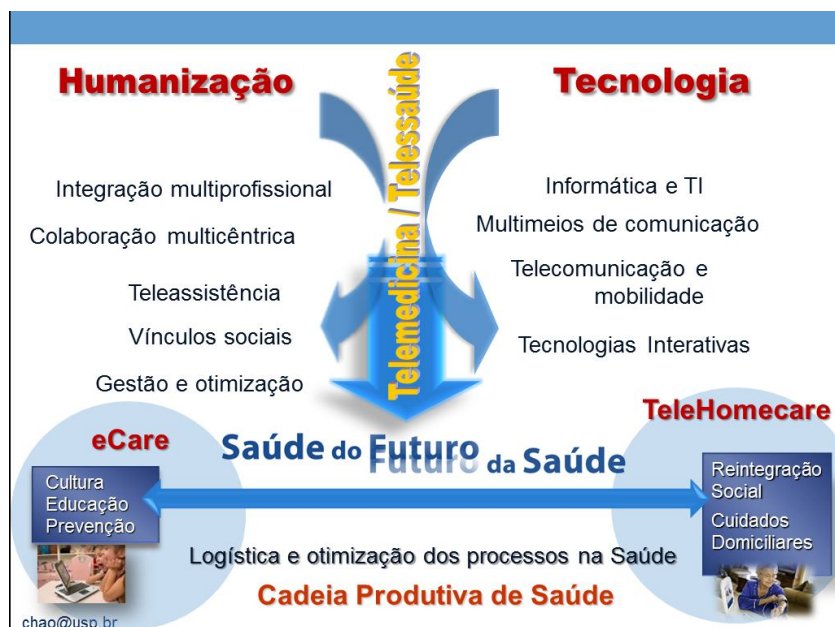 Humanização
Tecnologia
Telemedicina / Telessaúde
Integração multiprofissional
Colaboração multicêntrica
Teleassistência
Vínculos sociais
Gestão e otimização
Informática e TI
Multimeios de comunicação
Telecomunicação e
mobilidade
Tecnologias Interativas
eCare
TeleHomecare
Saúde do Futuro da Saúde
Futuro
Cultura
Educação
Prevenção
Reintegração
Social
Cuidados
Domiciliares
Logística e otimização dos processos na Saúde
Cadeia Produtiva de Saúde
chao@usp.br